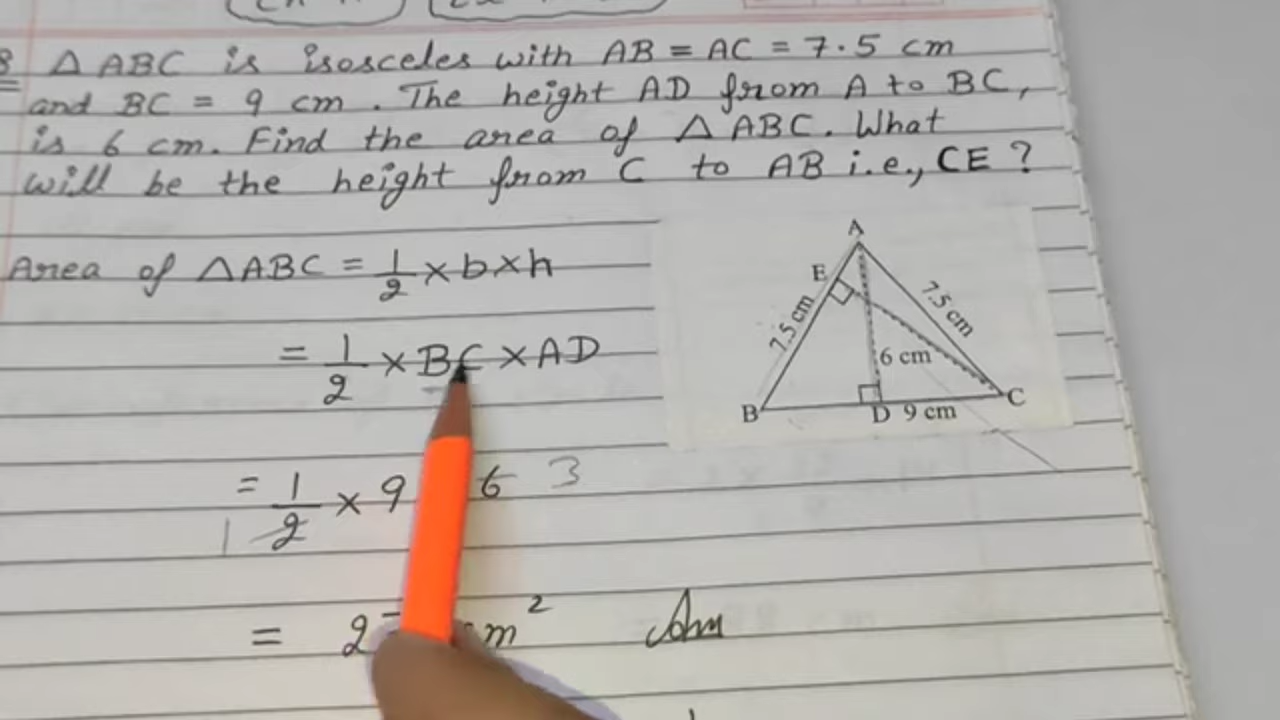 8 △ ABC is isosceles with AB = AC = 7.5 cm
and BC = 9 cm. The height AD from A to BC,
is 6 cm. Find the area of △ ABC. What
will be the height from C to AB i.e., CE ?
Area of △ABC = 1/2 × b × h
= 1/2 × BC × AD
= 1/2 × 9 6 3
1
= 2 m²
A
E
7.5 cm
7.5 cm
6 cm
B
D 9 cm
C